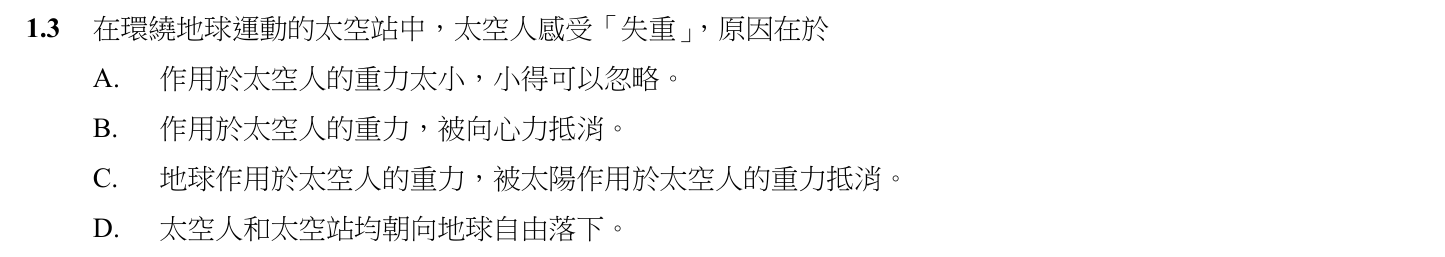 1.3 在環繞地球運動的太空站中，太空人感受「失重」，原因在於
A. 作用於太空人的重力太小，小得可以忽略。
B. 作用於太空人的重力，被向心力抵消。
C. 地球作用於太空人的重力，被太陽作用於太空人的重力抵消。
D. 太空人和太空站均朝向地球自由落下。